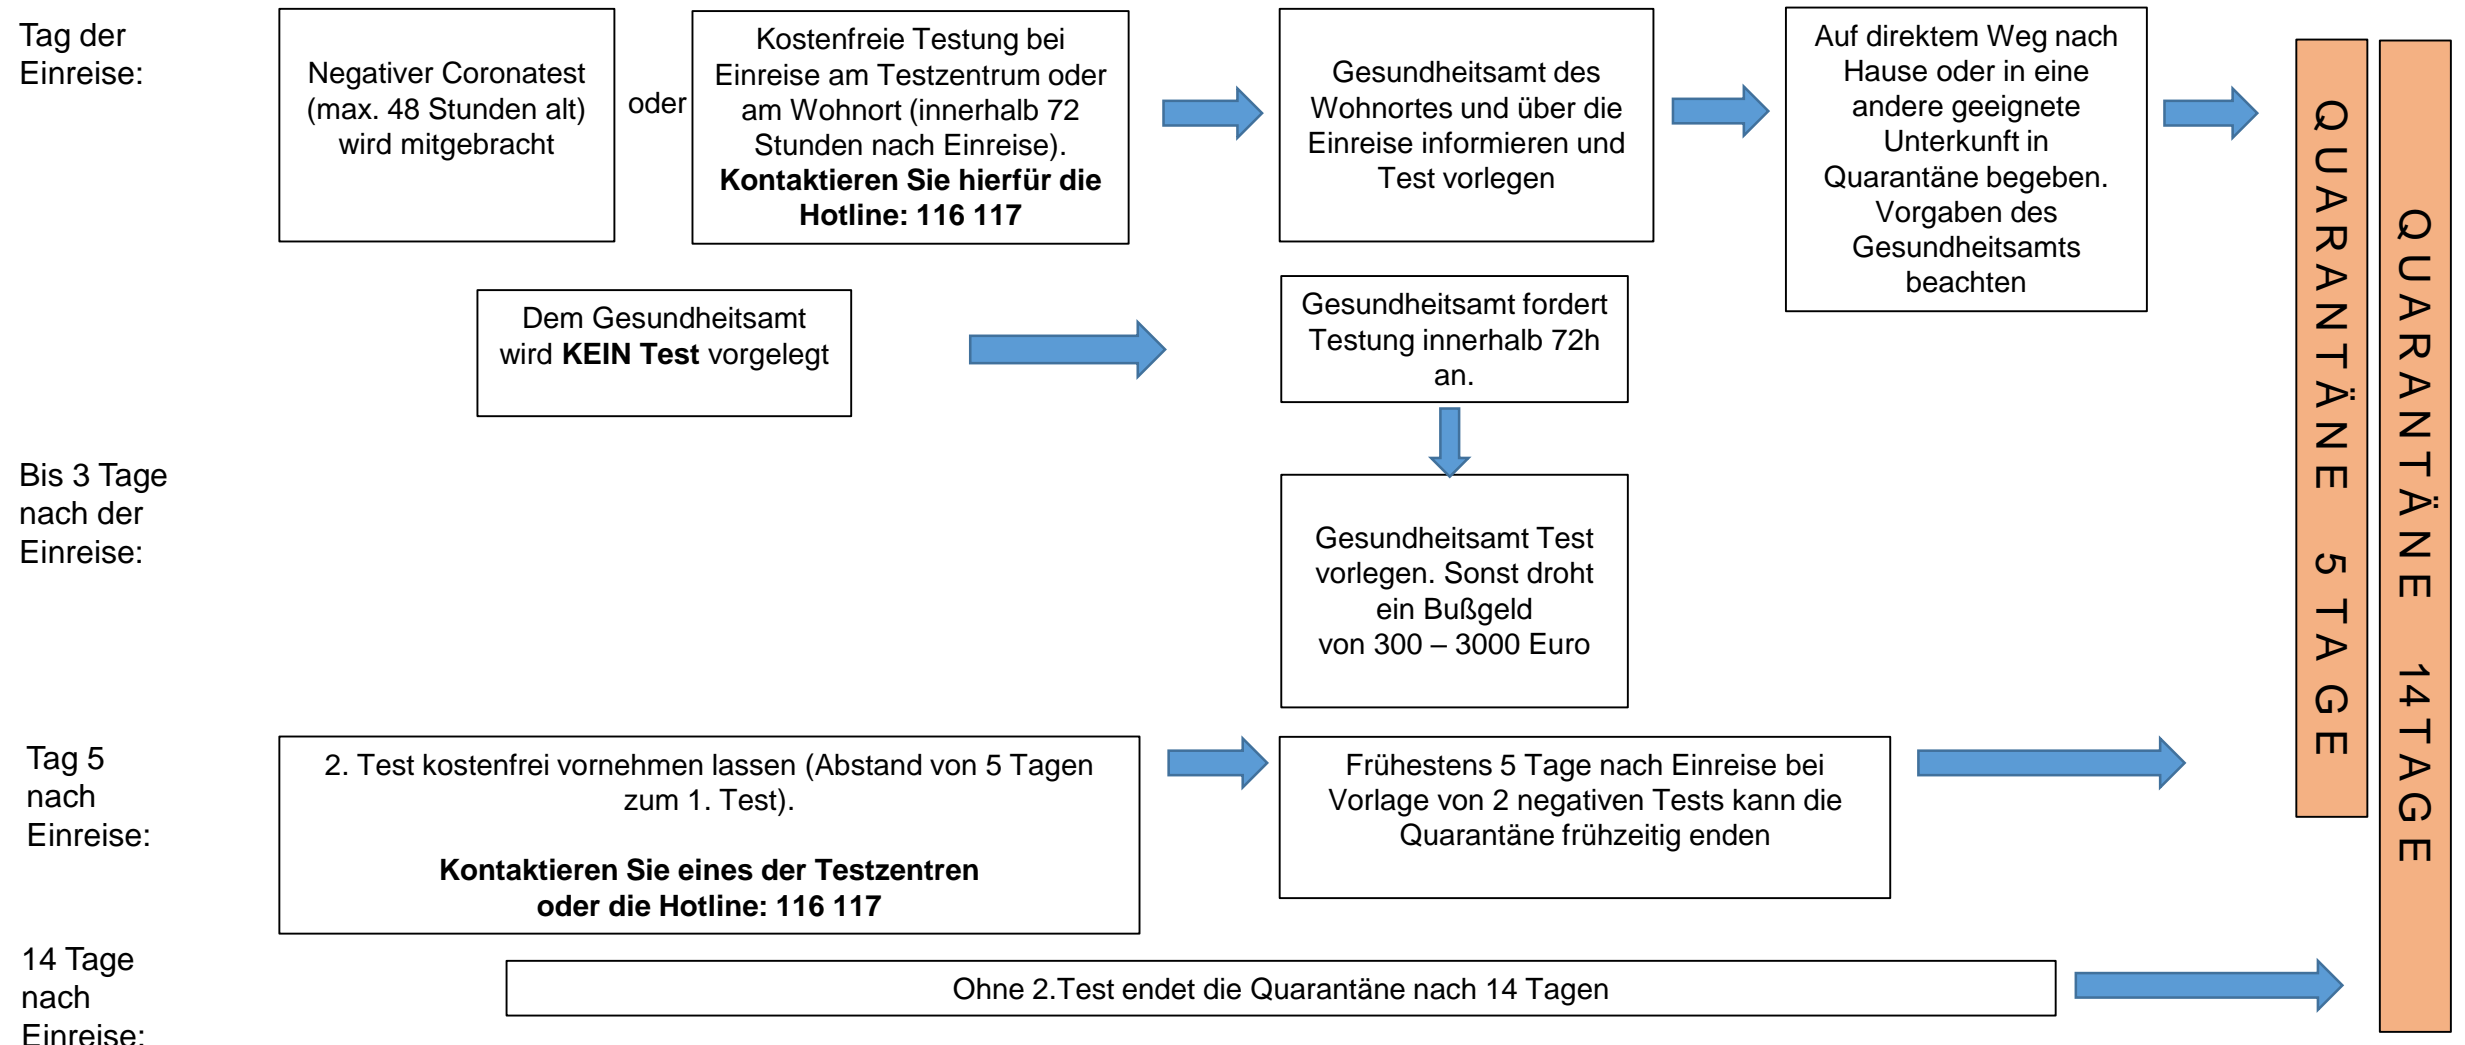 Tag der
Einreise:
Negativer Coronatest
(max. 48 Stunden alt)
wird mitgebracht
oder
Kostenfreie Testung bei
Einreise am Testzentrum oder
am Wohnort (innerhalb 72
Stunden nach Einreise).
Kontaktieren Sie hierfür die
Hotline: 116 117
Gesundheitsamt des
Wohnortes und über die
Einreise informieren und
Test vorlegen
Auf direktem Weg nach
Hause oder in eine
andere geeignete
Unterkunft in
Quarantäne begeben.
Vorgaben des
Gesundheitsamts
beachten
QUARANTÄNE 5 TAGE
QUARANTÄNE 14TAGE
Dem Gesundheitsamt
wird KEIN Test vorgelegt
Gesundheitsamt fordert
Testung innerhalb 72h
an.
Bis 3 Tage
nach der
Einreise:
Gesundheitsamt Test
vorlegen. Sonst droht
ein Bußgeld
von 300 – 3000 Euro
Tag 5
nach
Einreise:
2. Test kostenfrei vornehmen lassen (Abstand von 5 Tagen
zum 1. Test).
Kontaktieren Sie eines der Testzentren
oder die Hotline: 116 117
Frühestens 5 Tage nach Einreise bei
Vorlage von 2 negativen Tests kann die
Quarantäne frühzeitig enden
14 Tage
nach
Einreise:
Ohne 2.Test endet die Quarantäne nach 14 Tagen